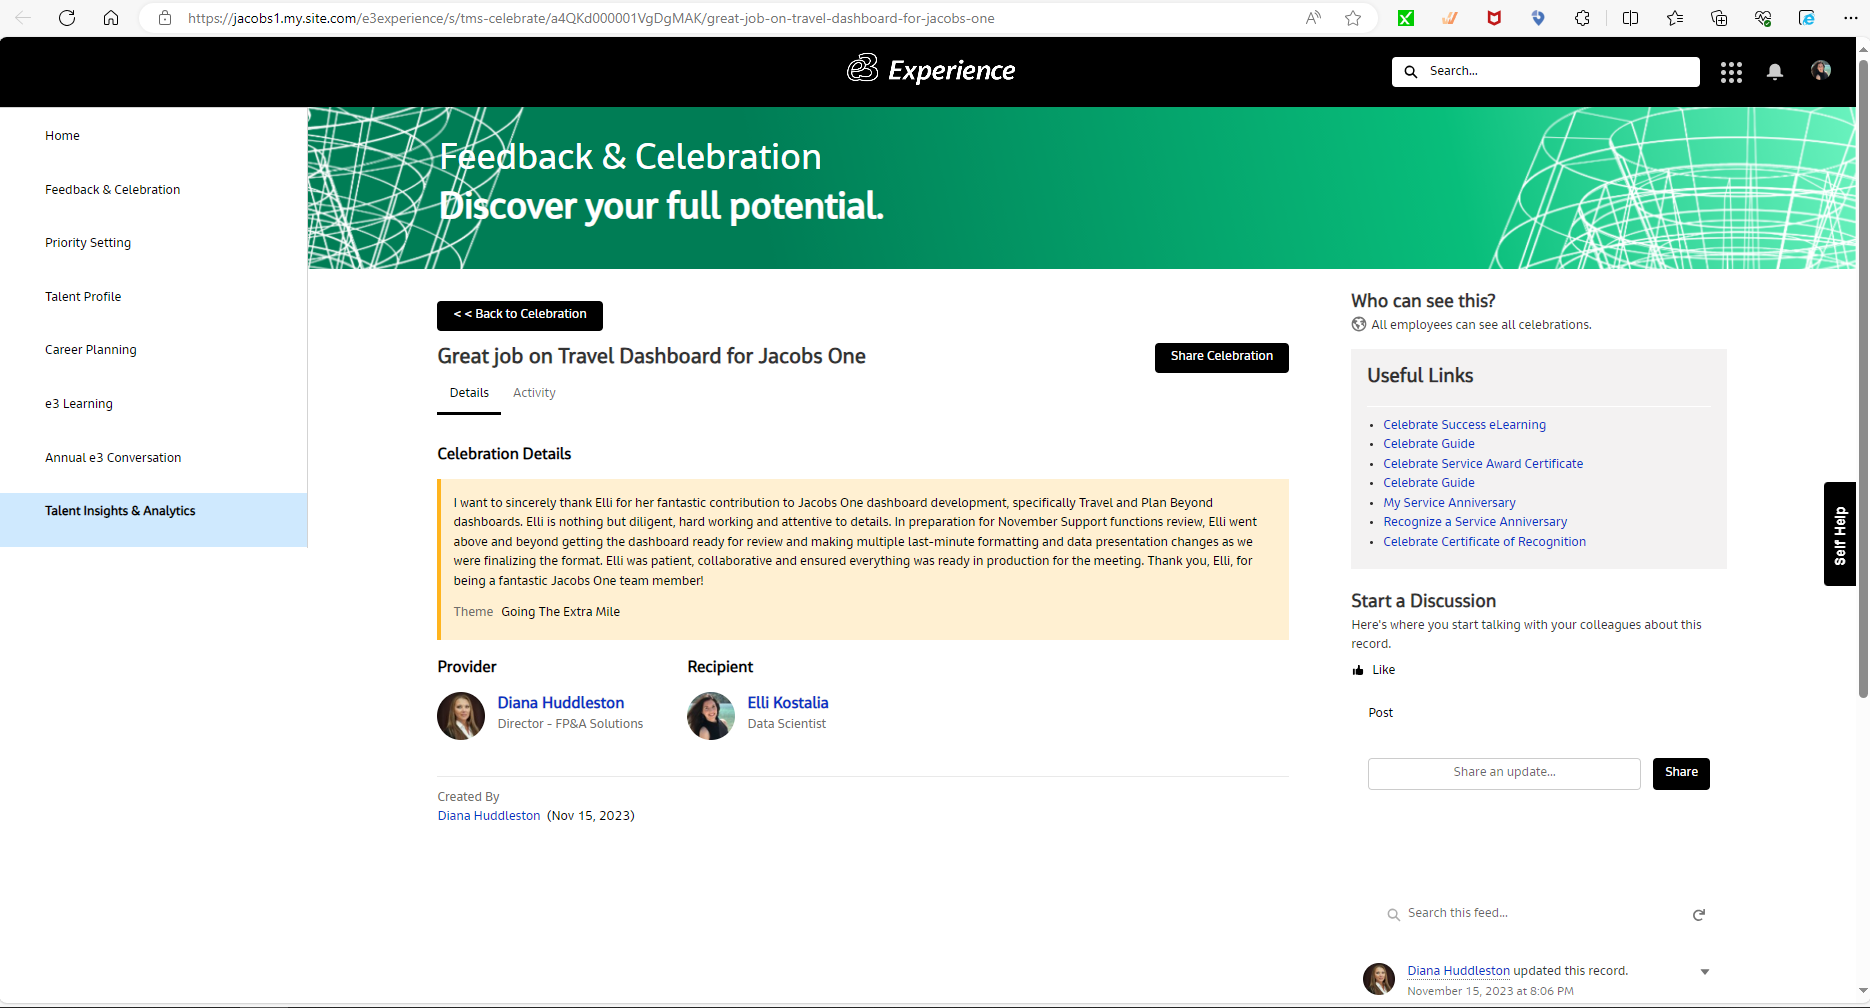 https://jacobs1.my.site.com/e3experience/s/tms-celebrate/a4QKd000001VgDgMAK/great-job-on-travel-dashboard-for-jacobs-one
e3 Experience
Search...
Home
Feedback & Celebration
Priority Setting
Talent Profile
Career Planning
e3 Learning
Annual e3 Conversation
Talent Insights & Analytics
Feedback & Celebration
Discover your full potential.
< < Back to Celebration
Great job on Travel Dashboard for Jacobs One
Share Celebration
Details
Activity
Celebration Details
I want to sincerely thank Elli for her fantastic contribution to Jacobs One dashboard development, specifically Travel and Plan Beyond
dashboards. Elli is nothing but diligent, hard working and attentive to details. In preparation for November Support functions review, Elli went
above and beyond getting the dashboard ready for review and making multiple last-minute formatting and data presentation changes as we
were finalizing the format. Elli was patient, collaborative and ensured everything was ready in production for the meeting. Thank you, Elli, for
being a fantastic Jacobs One team member!
Theme Going The Extra Mile
Provider
Diana Huddleston
Director - FP&A Solutions
Recipient
Elli Kostalia
Data Scientist
Created By
Diana Huddleston (Nov 15, 2023)
Who can see this?
All employees can see all celebrations.
Useful Links
• Celebrate Success eLearning
• Celebrate Guide
• Celebrate Service Award Certificate
• Celebrate Guide
• My Service Anniversary
• Recognize a Service Anniversary
• Celebrate Certificate of Recognition
Self Help
Start a Discussion
Here's where you start talking with your colleagues about this
record.
Like
Post
Share an update...
Share
Search this feed...
Diana Huddleston updated this record.
November 15, 2023 at 8:06 PM